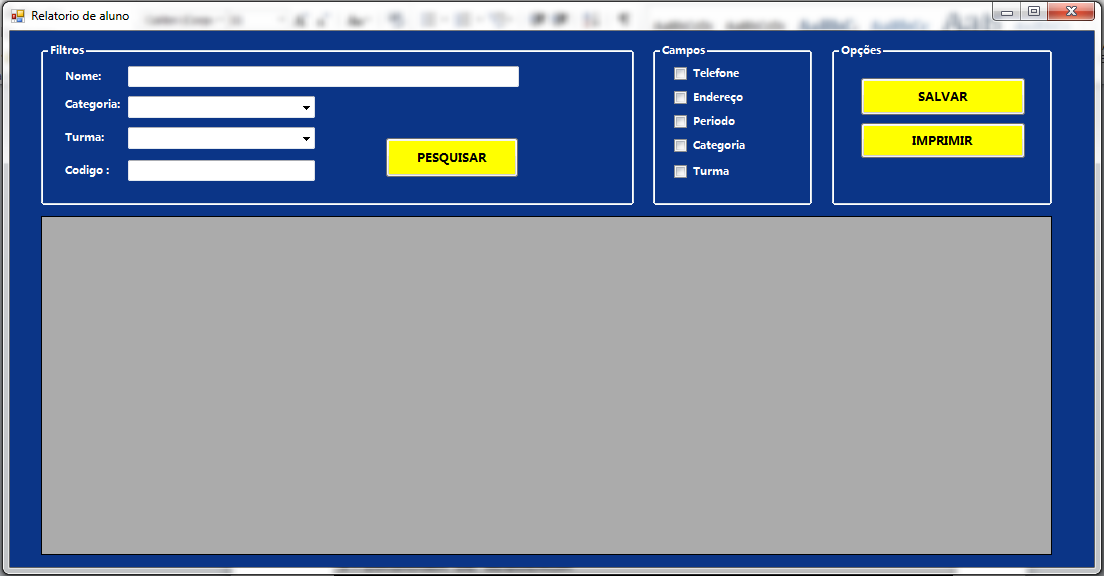 Relatorio de aluno
Filtros
Nome:
Categoria:
Turma:
Codigo :
PESQUISAR
Campos
Telefone
Endereço
Periodo
Categoria
Turma
Opções
SALVAR
IMPRIMIR